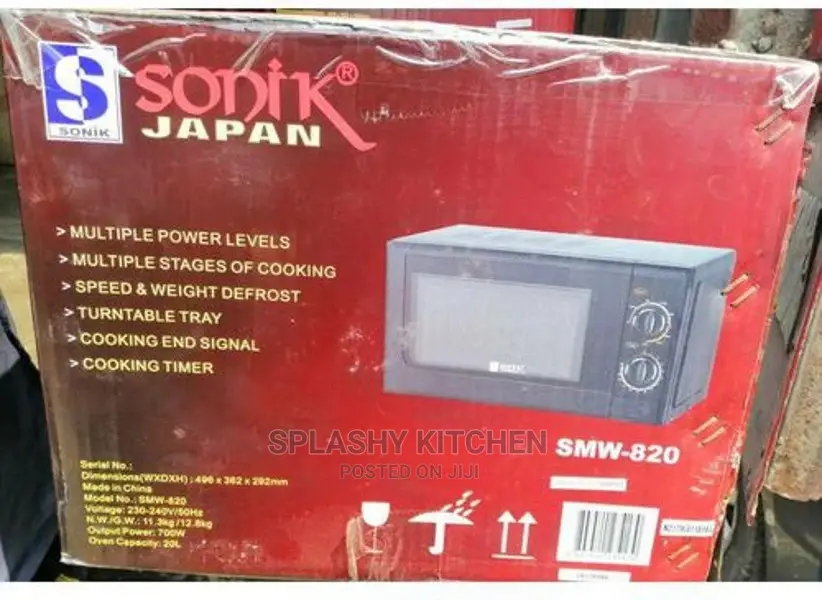 S
SONIK
sonik®
JAPAN
> MULTIPLE POWER LEVELS
> MULTIPLE STAGES OF COOKING
> SPEED & WEIGHT DEFROST
> TURNTABLE TRAY
> COOKING END SIGNAL
> COOKING TIMER
SPLASHY KITCHEN
POSTED ON JIJI
SMW-820
Serial No.:
Dimensions(WXDXH) : 496 x 362 x 292mm
Made in China
Model No.: SMW-820
Voltage: 230-240V/50Hz
N.W./G.W.: 11.3kg/12.8kg
Output Power: 700W
Oven Capacity: 20L